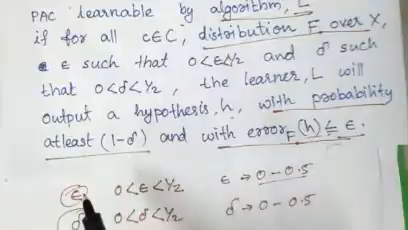 PAC learnable by algorithm, L
if for all c∈C, distribution F over X,
∈ such that 0<∈<1/2 and δ such
that 0<δ<1/2, the learner, L will
output a hypothesis, h, with probability
atleast (1-δ) and with error_F(h) ≤ ∈.
∈ 0<∈<1/2 ∈ → 0 - 0.5
0<δ<1/2 δ → 0 - 0.5